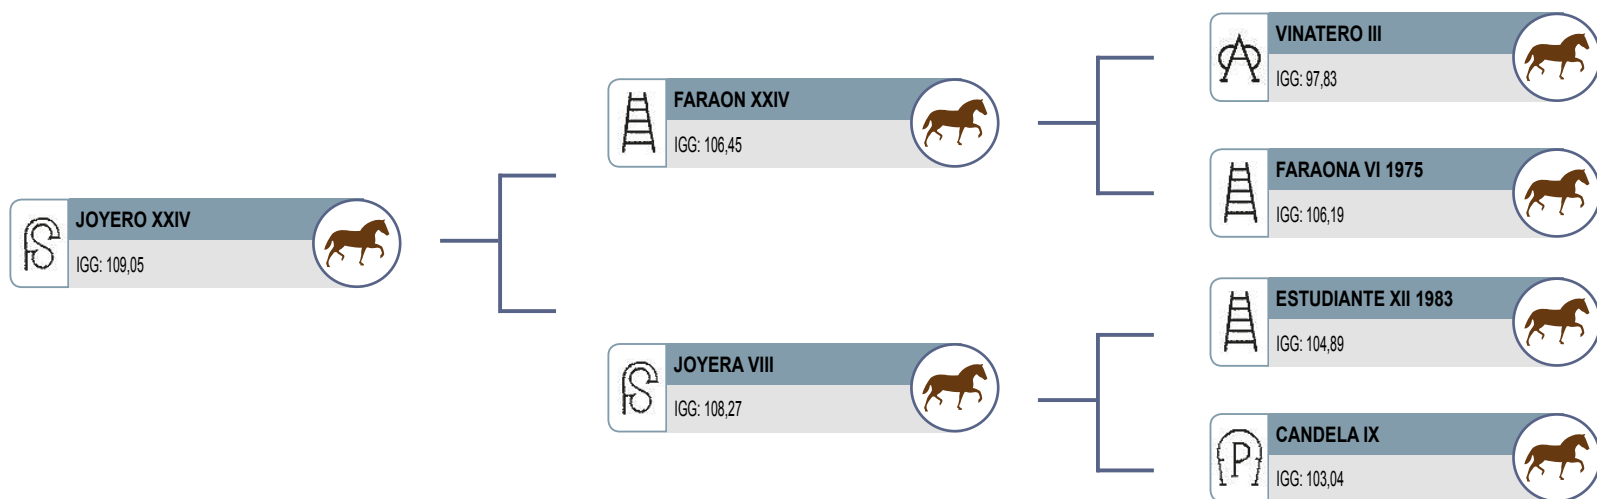 JOYERO XXIV
IGG: 109,05
FARAON XXIV
IGG: 106,45
JOYERA VIII
IGG: 108,27
VINATERO III
IGG: 97,83
FARAONA VI 1975
IGG: 106,19
ESTUDIANTE XII 1983
IGG: 104,89
CANDELA IX
IGG: 103,04